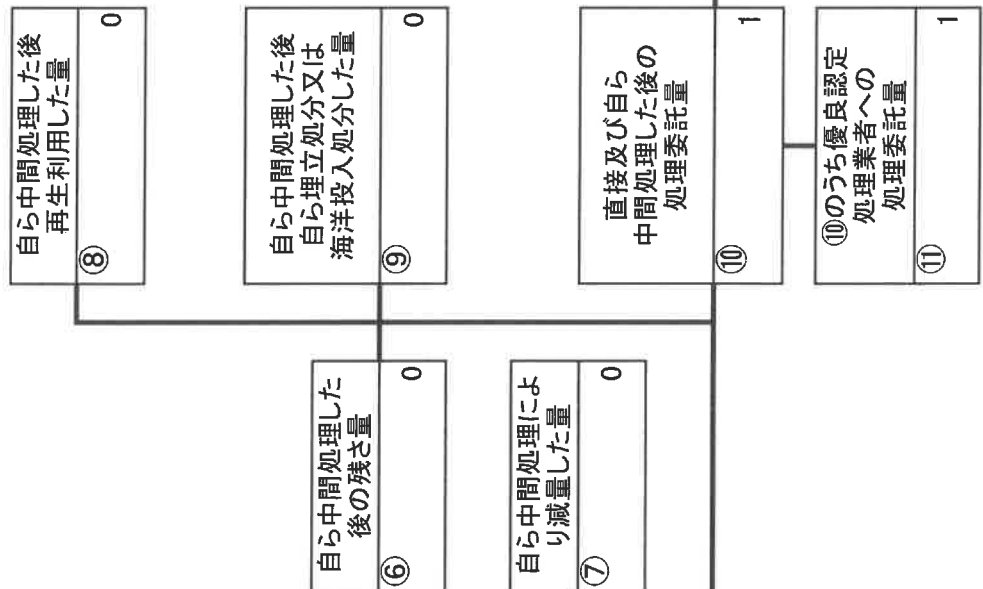 自ら中間処理した後
再生利用した量
⑧ 0
自ら中間処理した後
自ら埋立処分又は
海洋投入処分した量
⑨ 0
直接及び自ら
中間処理した後の
処理委託量
⑩ 1
⑩のうち優良認定
処理業者への
処理委託量
⑪ 1
自ら中間処理した
後の残さ量
⑥ 0
自ら中間処理によ
り減量した量
⑦ 0